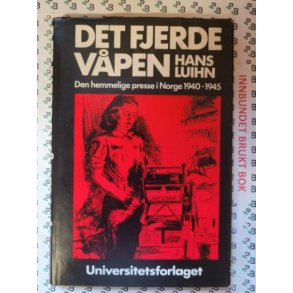 DET FJERDE
VÅPEN HANS LUIHN
Den hemmelige presse i Norge 1940-1945
Universitetsforlaget
INNBUNDET BRUKT BOK